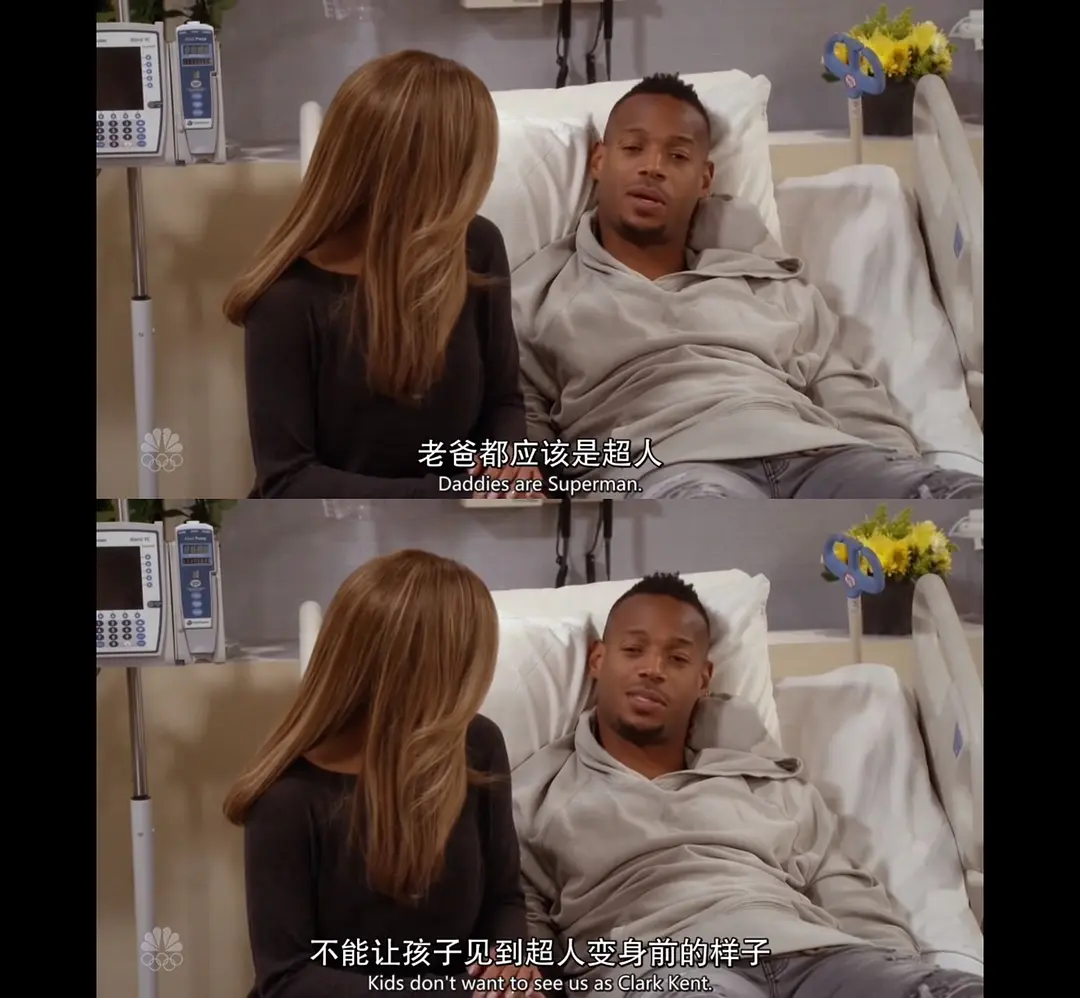 老爸都应该是超人
Daddies are Superman.
不能让孩子见到超人变身前的样子
Kids don't want to see us as Clark Kent.